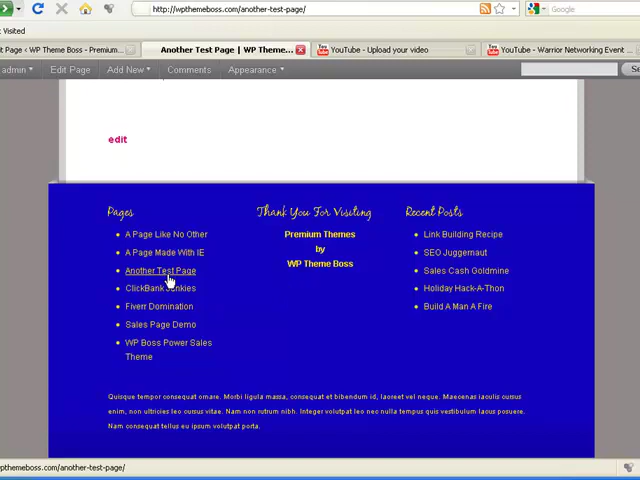 http://wpthemeboss.com/another-test-page/
Google
Visited
t Page < WP Theme Boss - Premium...
Another Test Page | WP Theme...
YouTube - Upload your video
YouTube - Warrior Networking Event ...
admin
Edit Page
Add New
Comments
Appearance
Se
edit
Pages
A Page Like No Other
A Page Made With IE
Another Test Page
ClickBank Junkies
Fiverr Domination
Sales Page Demo
WP Boss Power Sales
Theme
Thank You For Visiting
Premium Themes
by
WP Theme Boss
Recent Posts
Link Building Recipe
SEO Juggernaut
Sales Cash Goldmine
Holiday Hack-A-Thon
Build A Man A Fire
Quisque tempor consequat ornare. Morbi ligula massa, consequat et bibendum id, laoreet vel neque. Maecenas iaculis cursus
enim, non ultricies leo cursus vitae. Nam non rutrum nibh. Integer volutpat leo nec nulla tempus quis vestibulum lacus posuere.
Nam consequat tellus eu ipsum volutpat porta.
pthemeboss.com/another-test-page/